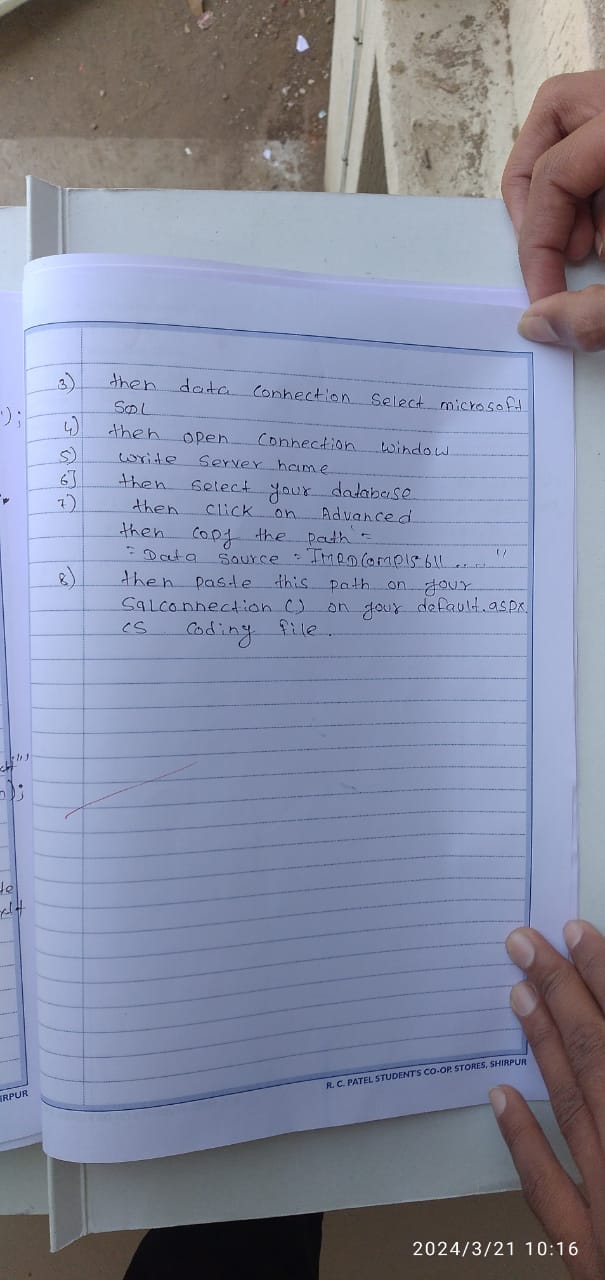 3) then data connection select microsoft
SQL
4) then open connection window
5) write server name
6] then select your database
7) then click on Advanced
then copy the path =
= Data source = IMRDComp1S611 .... "
8) then paste this path on your
Sqlconnection () on your default.aspx.
cs coding file.
);
");
te
R. C. PATEL STUDENT'S CO-OP. STORES, SHIRPUR
IRPUR
2024/3/21 10:16